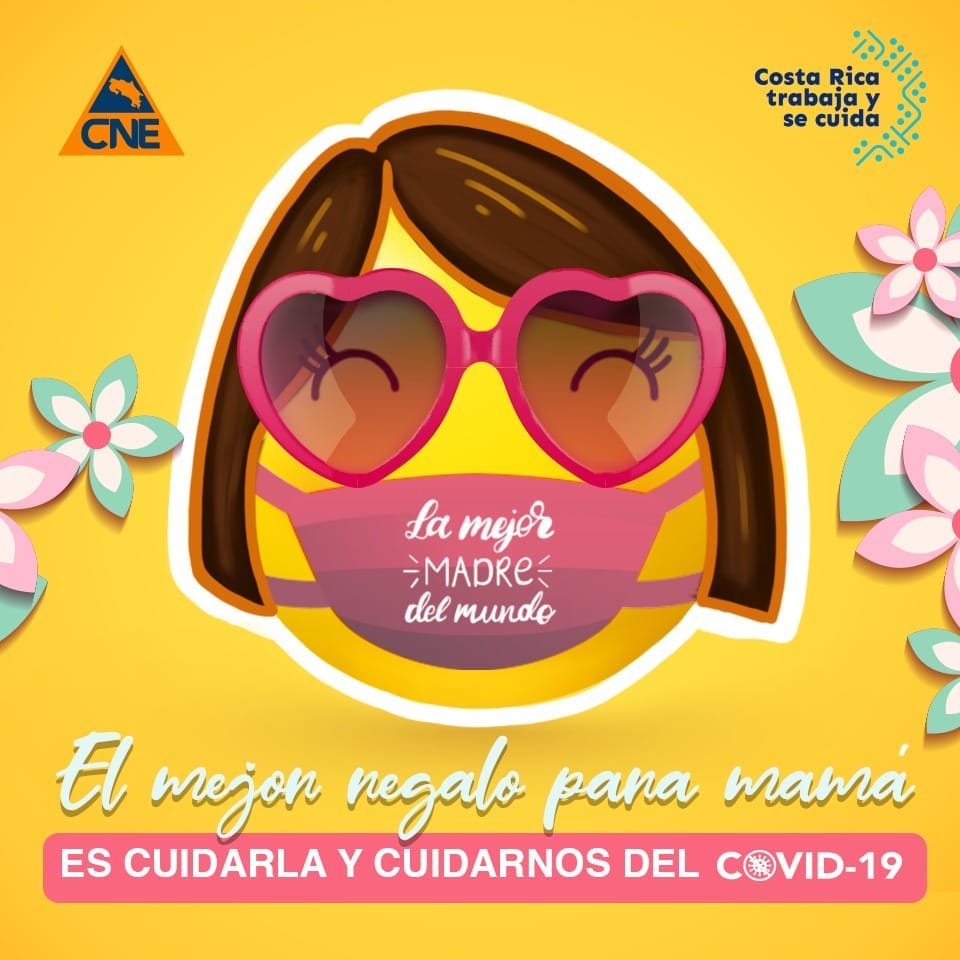 CNE
Costa Rica
trabaja y
se cuida
La mejor
MADRE
del mundo
El mejor regalo para mamá
ES CUIDARLA Y CUIDARNOS DEL COVID-19